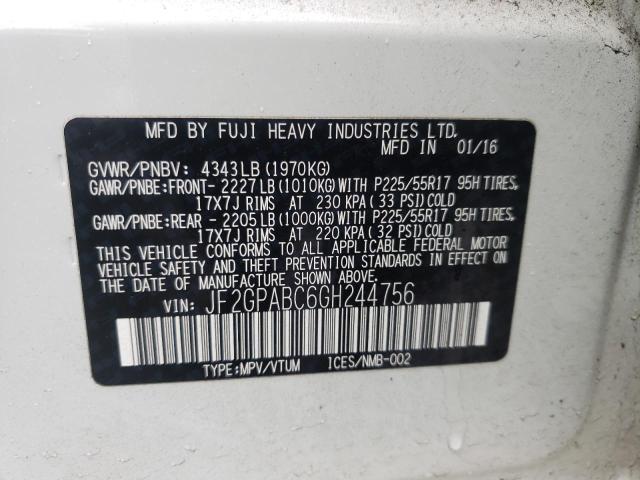 MFD BY FUJI HEAVY INDUSTRIES LTD.
MFD IN 01/16
GVWR/PNBV: 4343LB(1970KG)
GAWR/PNBE:FRONT- 2227LB(1010KG)WITH P225/55R17 95H TIRES,
17X7J RIMS AT 230 KPA( 33 PSI)COLD
GAWR/PNBE:REAR - 2205LB(1000KG)WITH P225/55R17 95H TIRES,
17X7J RIMS AT 220 KPA( 32 PSI)COLD
THIS VEHICLE CONFORMS TO ALL APPLICABLE FEDERAL MOTOR
VEHICLE SAFETY AND THEFT PREVENTION STANDARDS IN EFFECT
ON THE DATE OF MANUFACTURE SHOWN ABOVE.
VIN: JF2GPABC6GH244756
TYPE:MPV/VTUM ICES/NMB-002